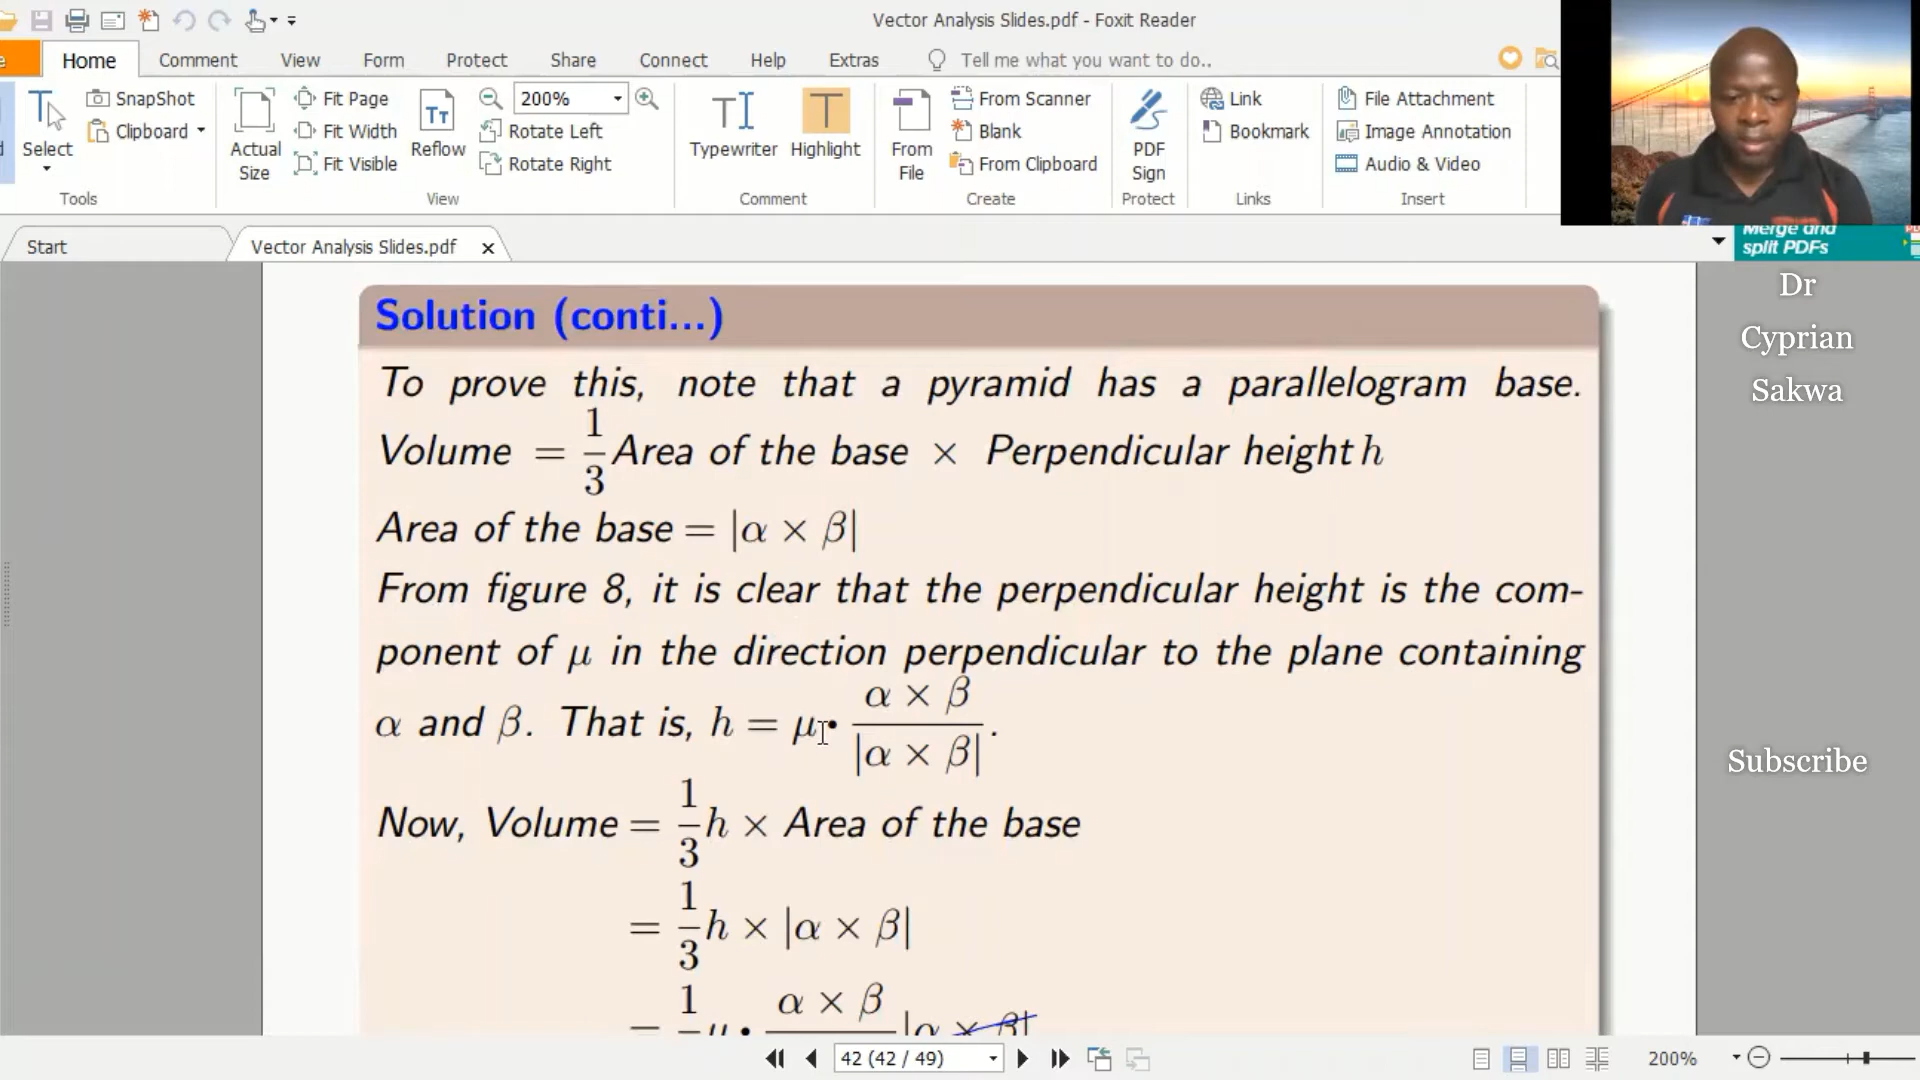 Vector Analysis Slides.pdf - Foxit Reader
Home Comment View Form Protect Share Connect Help Extras Tell me what you want to do..
Select
SnapShot
Clipboard
Tools
Actual Size
Fit Page
Fit Width
Fit Visible
Reflow
200%
Rotate Left
Rotate Right
View
Typewriter
Highlight
Comment
From File
From Scanner
Blank
From Clipboard
Create
PDF Sign
Protect
Link
Bookmark
Links
File Attachment
Image Annotation
Audio & Video
Insert
Start
Vector Analysis Slides.pdf
Merge and
split PDFs
Dr
Cyprian
Sakwa
Subscribe
Solution (conti...)
To prove this, note that a pyramid has a parallelogram base.
Volume = 1/3 Area of the base × Perpendicular height h
Area of the base = |α × β|
From figure 8, it is clear that the perpendicular height is the com-
ponent of μ in the direction perpendicular to the plane containing
α and β. That is, h = μ• (α × β)/|α × β|.
Now, Volume = 1/3 h × Area of the base
= 1/3 h × |α × β|
= 1 μ • α × β |α × β|
42 (42 / 49)
200%